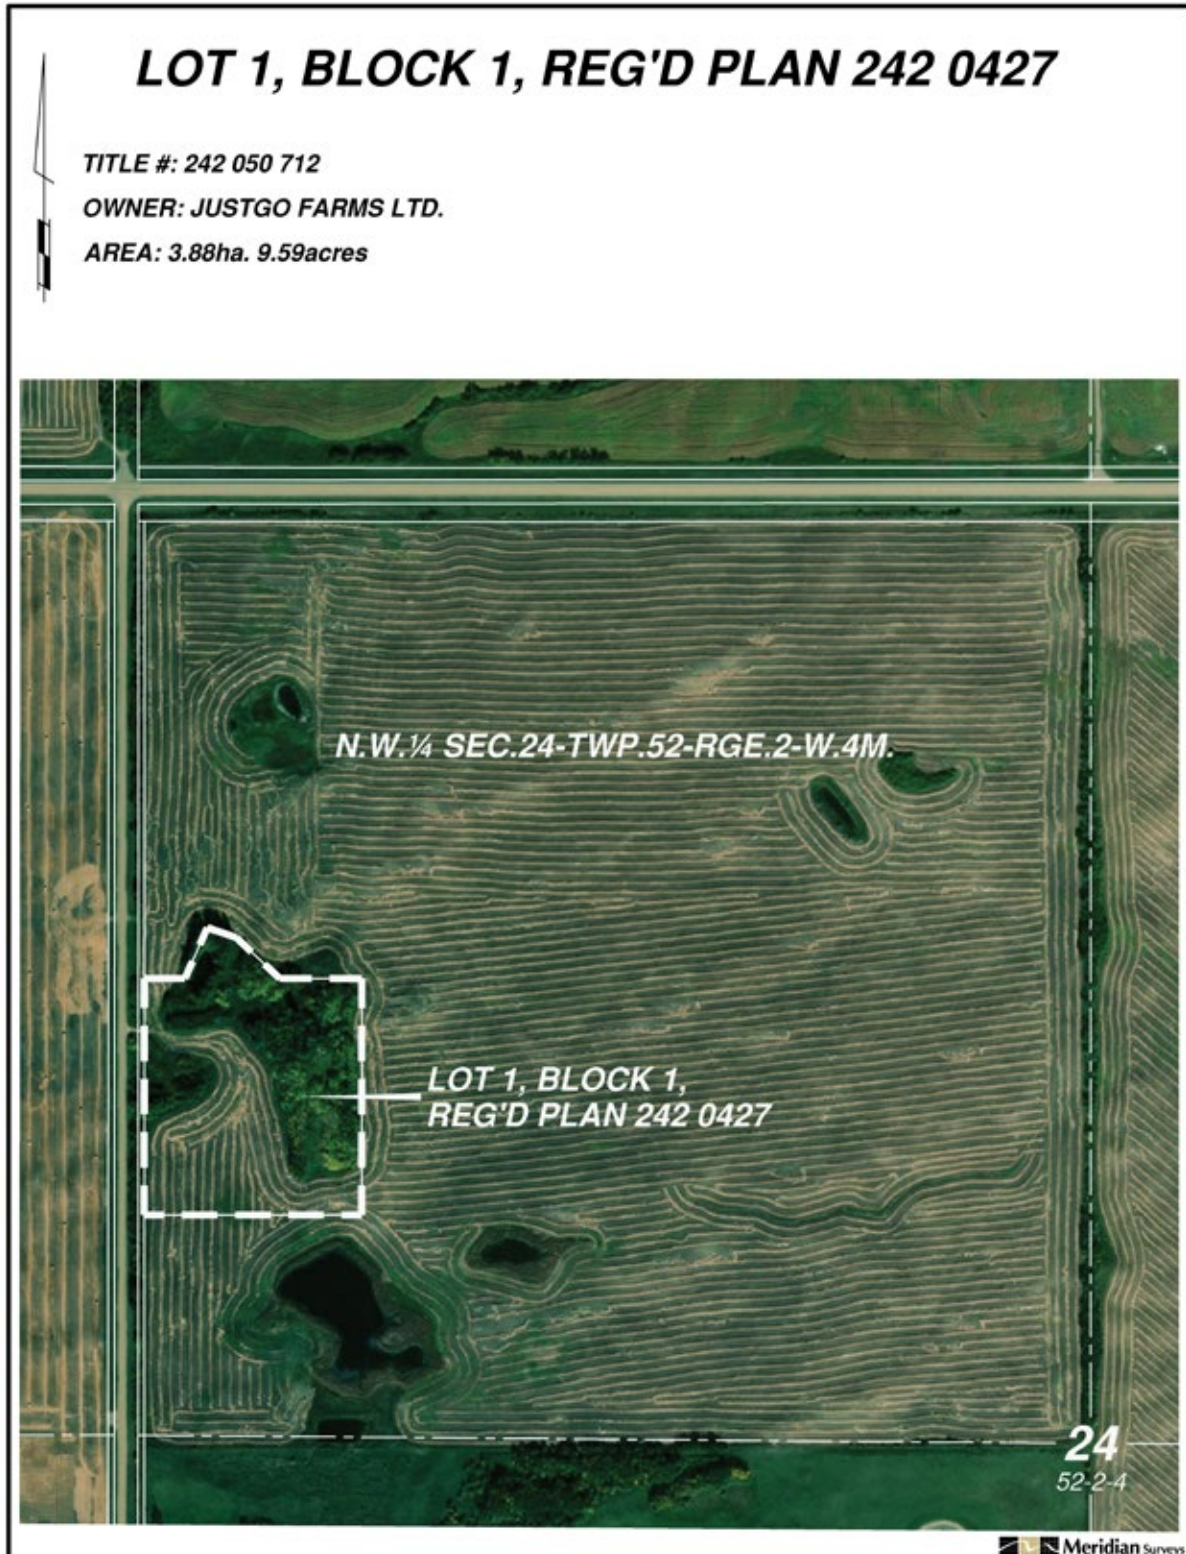 LOT 1, BLOCK 1, REG'D PLAN 242 0427
TITLE #: 242 050 712
OWNER: JUSTGO FARMS LTD.
AREA: 3.88ha. 9.59acres
N.W.¼ SEC.24-TWP.52-RGE.2-W.4M.
LOT 1, BLOCK 1,
REG'D PLAN 242 0427
24
52-2-4
Meridian Surveys